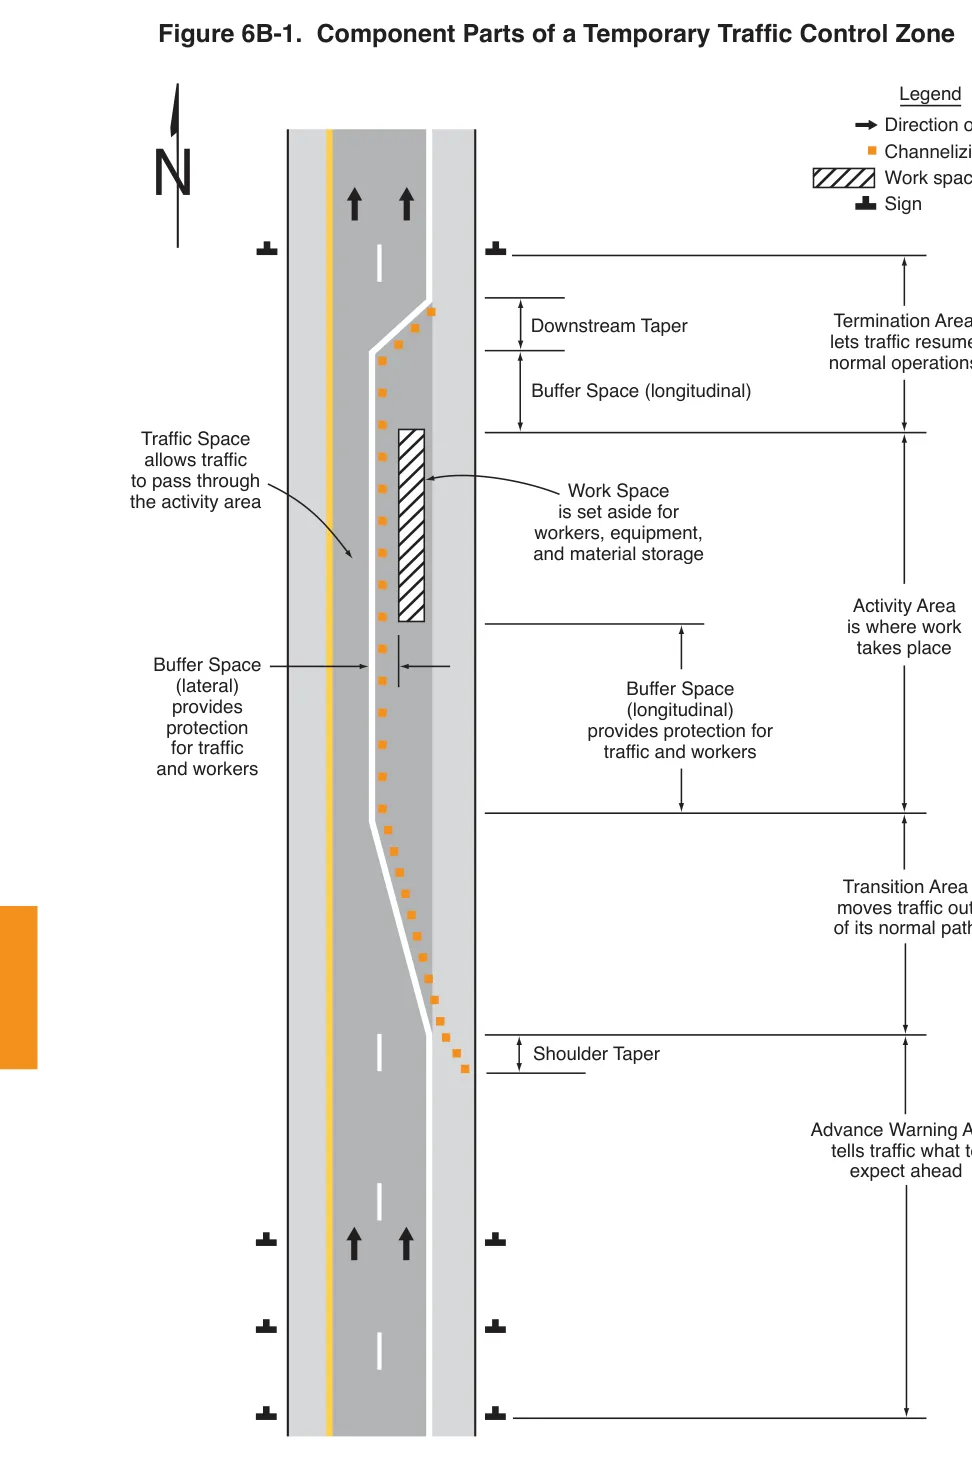 Figure 6B-1. Component Parts of a Temporary Traffic Control Zone
N
Legend
Direction
Sign
Termination Area
lets traffic resume
normal operations
Downstream Taper
Buffer Space (longitudinal)
Traffic Space
allows traffic
to pass through
the activity area
Work Space
is set aside for
workers, equipment,
and material storage
Activity Area
is where work
takes place
Buffer Space
(lateral)
provides
protection
for traffic
and workers
Buffer Space
(longitudinal)
provides protection for
traffic and workers
Transition Area
moves traffic out
of its normal path
Shoulder Taper
Advance Warning
tells traffic what
expect ahead